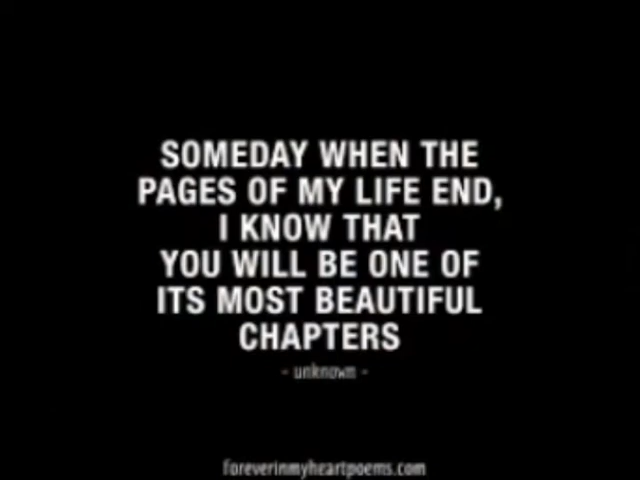 SOMEDAY WHEN THE
PAGES OF MY LIFE END,
I KNOW THAT
YOU WILL BE ONE OF
ITS MOST BEAUTIFUL
CHAPTERS
- unknown -
foreverinmyheartpoems.com